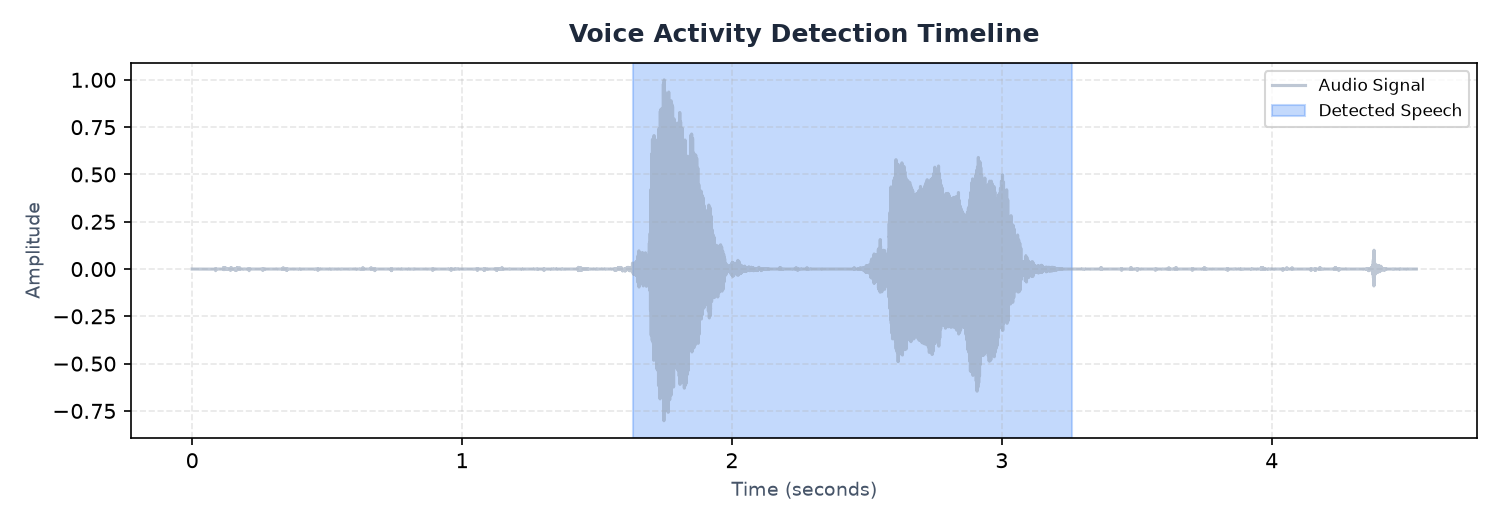 Voice Activity Detection Timeline
1.00
0.75
0.50
0.25
0.00
−0.25
−0.50
−0.75
Amplitude
Audio Signal
Detected Speech
0 1 2 3 4
Time (seconds)